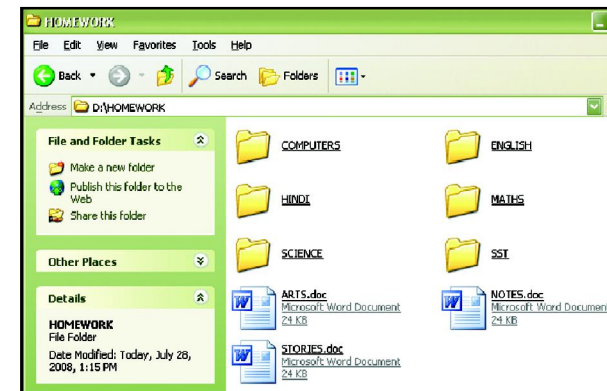 HOMEWORK
File Edit View Favorites Tools Help
Back Search Folders
Address D:\HOMEWORK
File and Folder Tasks
Make a new folder
Publish this folder to the
Web
Share this folder
Other Places
Details
HOMEWORK
File Folder
Date Modified: Today, July 28,
2008, 1:15 PM
COMPUTERS ENGLISH
HINDI MATHS
SCIENCE SST
ARTS.doc
Microsoft Word Document
24 KB
NOTES.doc
Microsoft Word Documen
24 KB
STORIES.doc
Microsoft Word Document
24 KB